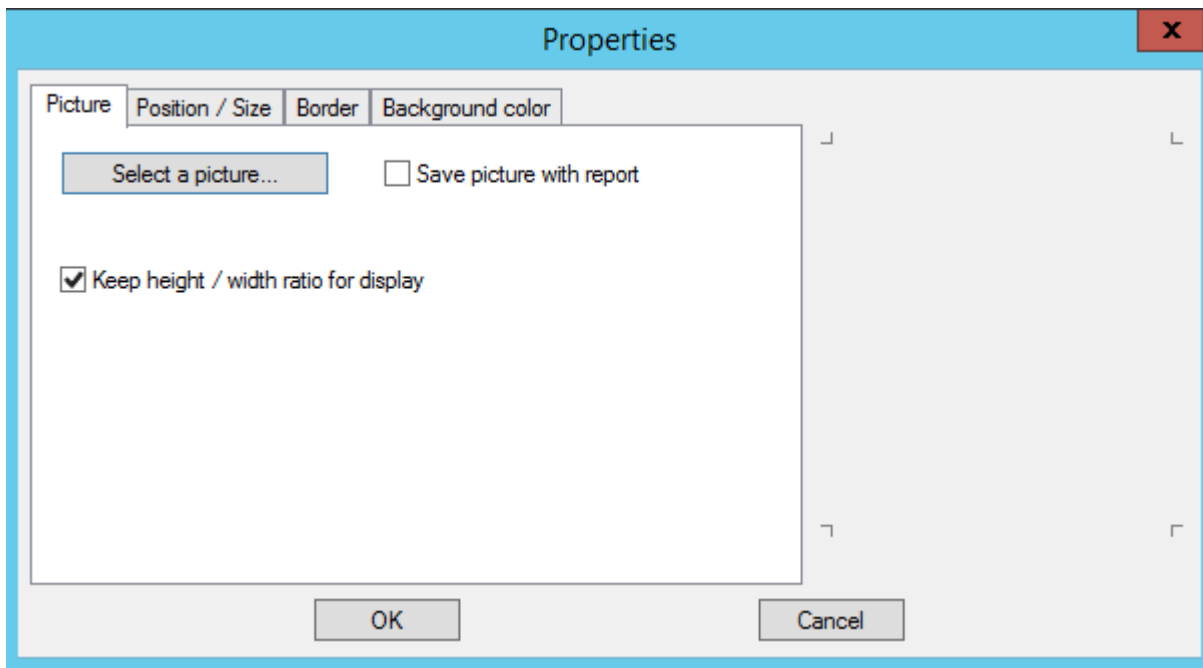 Properties
x
Picture Position / Size Border Background color
Select a picture... Save picture with report
Keep height / width ratio for display
OK Cancel